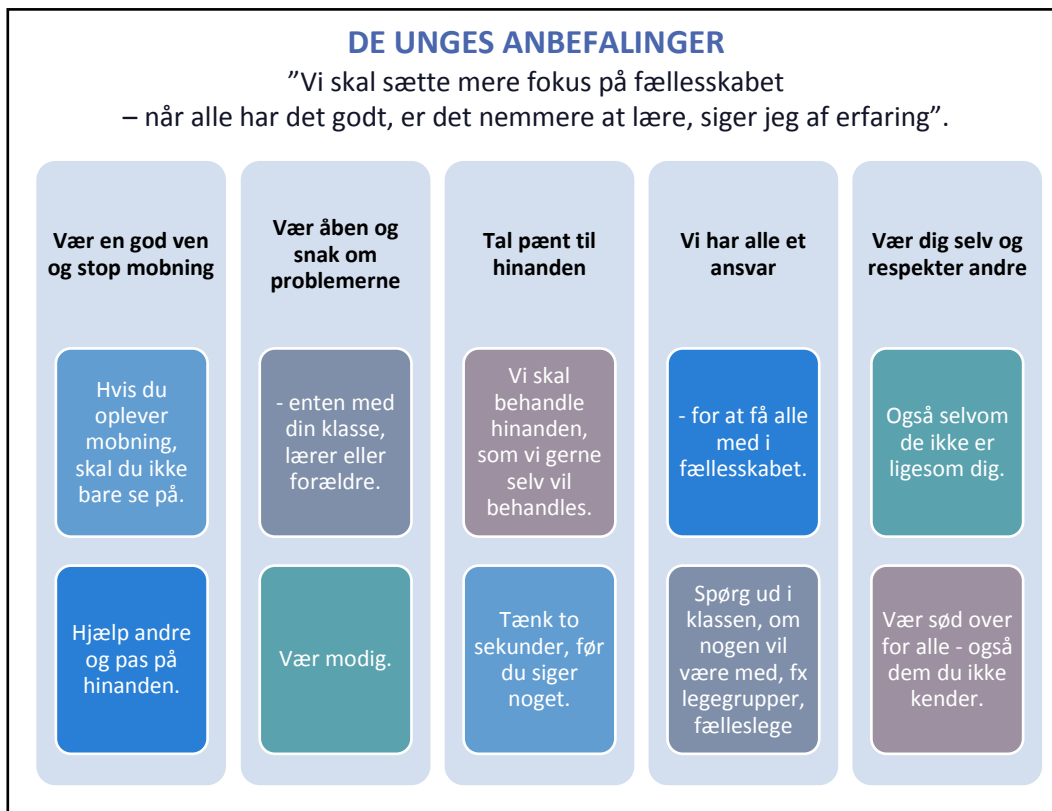 DE UNGES ANBEFALINGER
”Vi skal sætte mere fokus på fællesskabet
– når alle har det godt, er det nemmere at lære, siger jeg af erfaring”.
Vær en god ven
og stop mobning
Hvis du
oplever
mobning,
skal du ikke
bare se på.
Hjælp andre
og pas på
hinanden.
Vær åben og
snak om
problemerne
- enten med
din klasse,
lærer eller
forældre.
Vær modig.
Tal pænt til
hinanden
Vi skal
behandle
hinanden,
som vi gerne
selv vil
behandles.
Tænk to
sekunder, før
du siger
noget.
Vi har alle et
ansvar
- for at få alle
med i
fællesskabet.
Spørg ud i
klassen, om
nogen vil
være med, fx
legegrupper,
fælleslege
Vær dig selv og
respekter andre
Også selvom
de ikke er
ligesom dig.
Vær sød over
for alle - også
dem du ikke
kender.